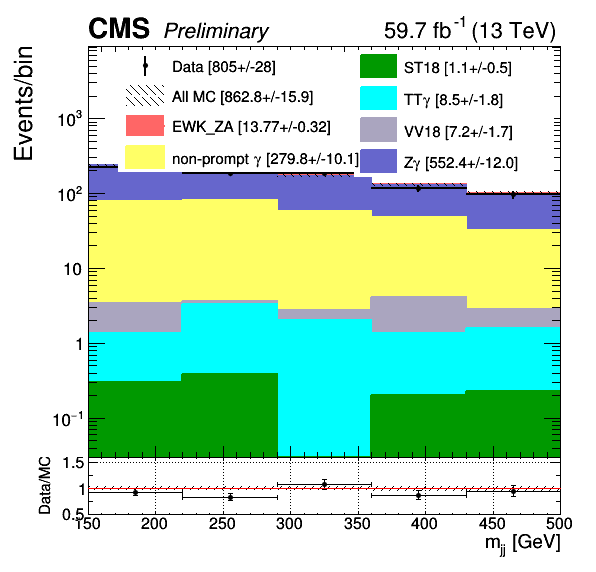 CMS Preliminary 59.7 fb⁻¹ (13 TeV)
Events/bin
Data [805+/-28]
All MC [862.8+/-15.9]
EWK_ZA [13.77+/-0.32]
non-prompt γ [279.8+/-10.1]
ST18 [1.1+/-0.5]
TTγ [8.5+/-1.8]
VV18 [7.2+/-1.7]
Zγ [552.4+/-12.0]
10³
10²
10
1
10⁻¹
Data/MC
1.5
1
0.5
150 200 250 300 350 400 450 500
m_jj [GeV]